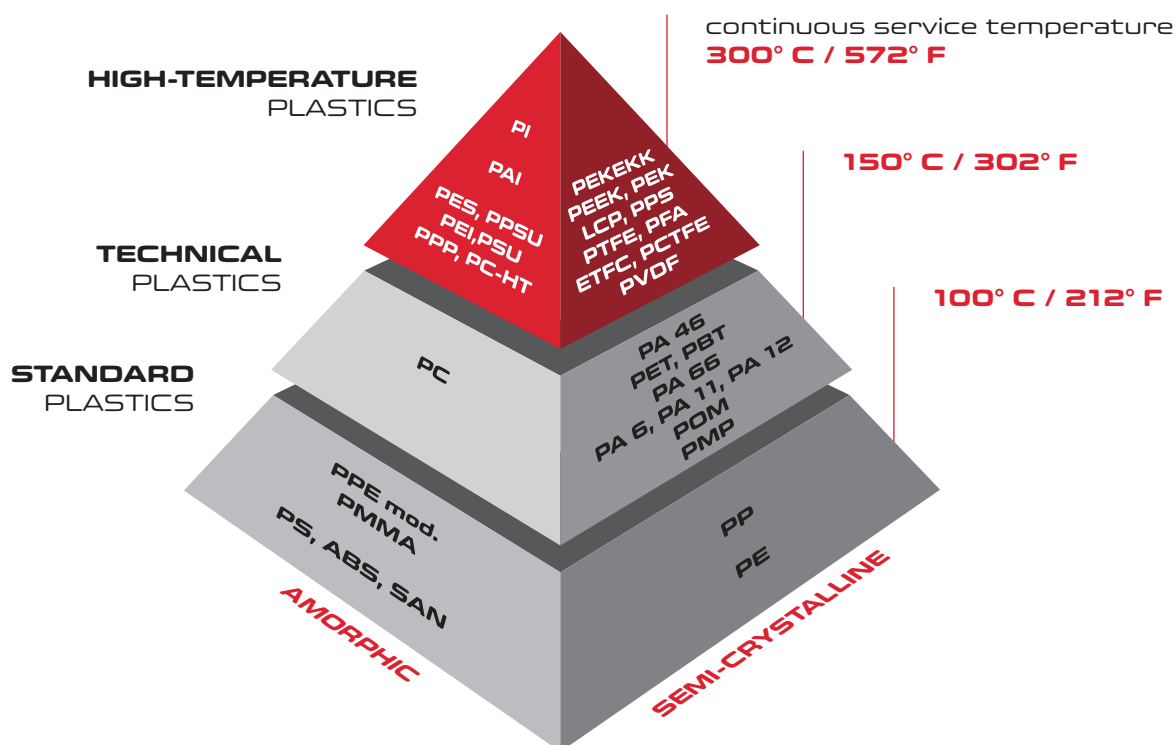 continuous service temperature
300° C / 572° F
HIGH-TEMPERATURE
PLASTICS
150° C / 302° F
TECHNICAL
PLASTICS
100° C / 212° F
STANDARD
PLASTICS
PI
PAI
PES, PPSU
PEI,PSU
PPP, PC-HT
PEKEKK
PEEK, PEK
LCP, PPS
PTFE, PFA
ETFC, PCTFE
PVDF
PC
PA 46
PET, PBT
PA 66
PA 6, PA 11, PA 12
POM
PMP
PPE mod.
PMMA
PS, ABS, SAN
PP
PE
AMORPHIC
SEMI-CRYSTALLINE